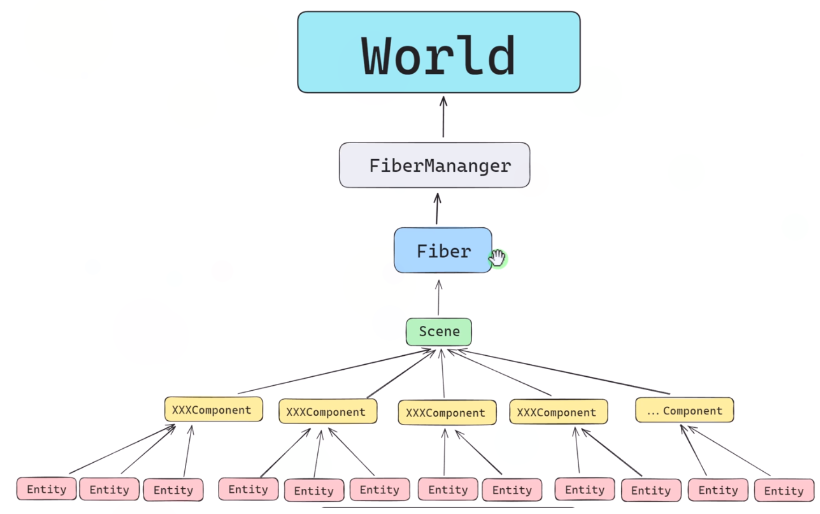 World
FiberMananger
Fiber
Scene
XXXComponent
XXXComponent
XXXComponent
XXXComponent
...Component
Entity
Entity
Entity
Entity
Entity
Entity
Entity
Entity
Entity
Entity
Entity
Entity